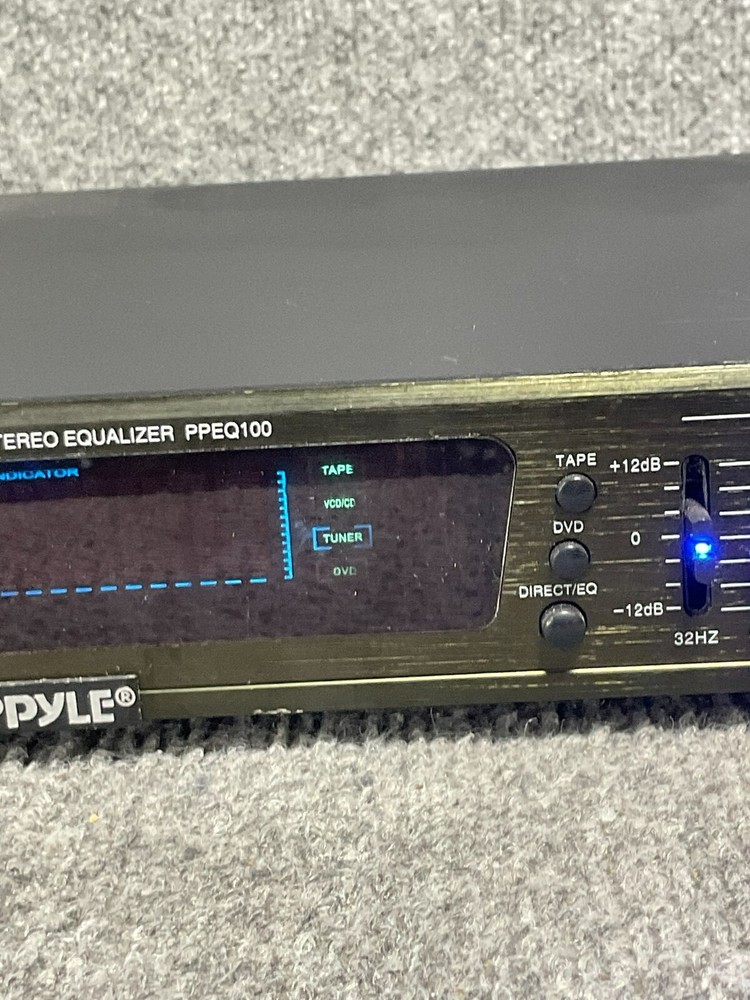 TEREO EQUALIZER PPEQ100
NDICATOR
TAPE
VCD/CD
TUNER
DVD
TAPE
DVD
DIRECT/EQ
+12dB
0
−12dB
32HZ
PYLE®